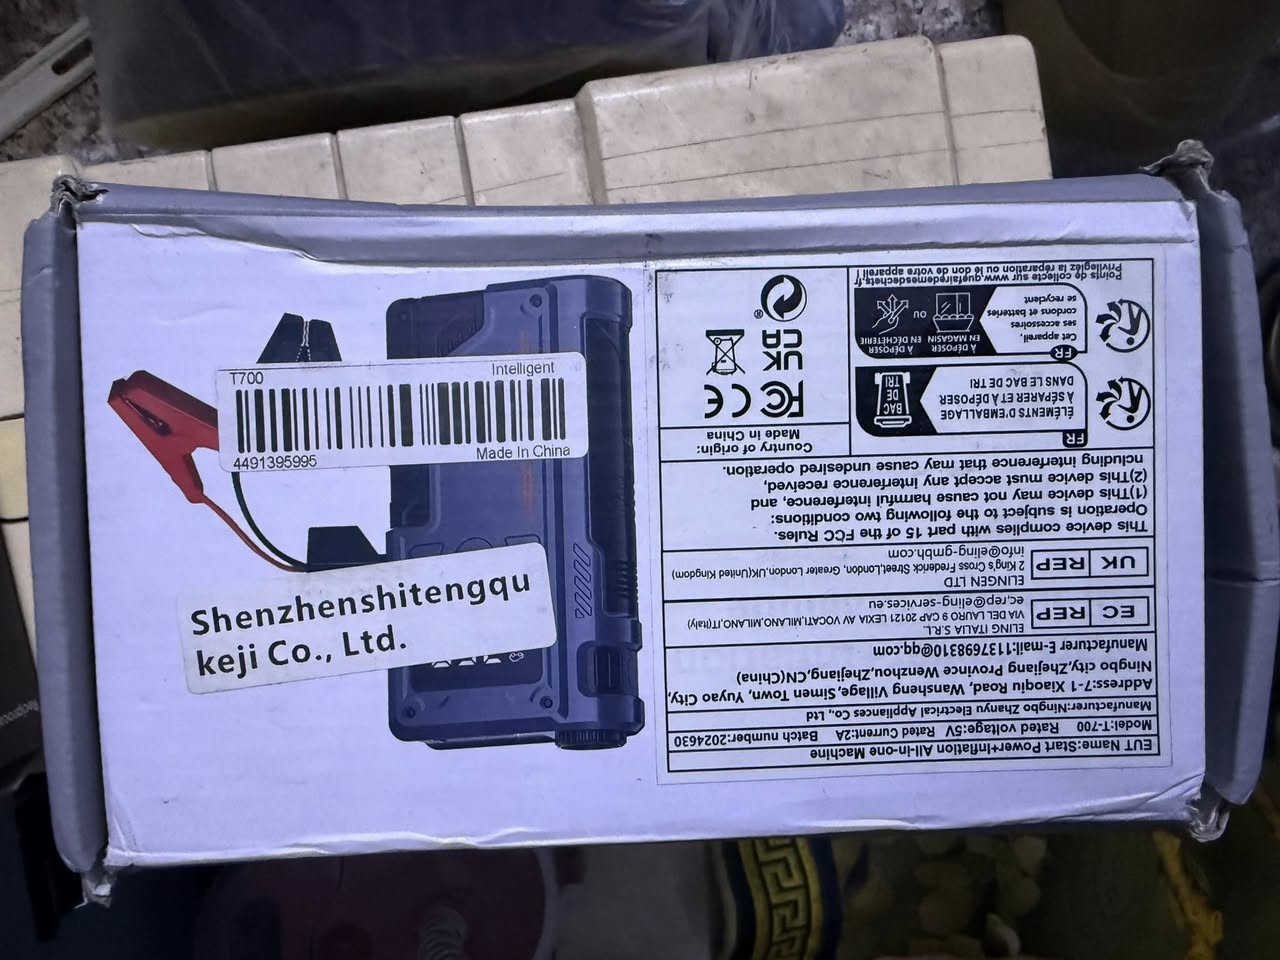 T700
Intelligent
4491395995
Made In China
Shenzhenshitengqu
keji Co., Ltd.
EUT Name:Start Power+Inflation All-in-one Machine
Model:T-700 Rated voltage:5V Rated Current:2A Batch number:2024630
Manufacturer:Ningbo Zhanyu Electrical Appliances Co., Ltd
Address:7-1 Xiaoqiu Road, Wansheng Village,Simen Town, Yuyao City,
Ningbo city,Zhejiang Province Wenzhou,Zhejiang,CN(China)
Manufacturer E-mail:1137698310@qq.com
EC REP
ELING ITALIA S.R.L.
VIA DEL LAURO 9 CAP 20121 LEXIA AV VOCATI,MILANO,MILANO,IT(Italy)
ec.rep@eling-services.eu
UK REP
ELINGEN LTD
2 King's Cross Frederick Street,London, Greater London,UK(United Kingdom)
info@eling-gmbh.com
This device complies with part 15 of the FCC Rules.
Operation is subject to the following two conditions:
(1)This device may not cause harmful interference, and
(2)This device must accept any interference received,
ncluding interference that may cause undesired operation.
FR
ÉLÉMENTS D'EMBALLAGE
À SÉPARER ET À DÉPOSER
DANS LE BAC DE TRI
BAC
DE
TRI
FR
Cet appareil,
ses accessoires
cordons et batteries
se recyclent
À DÉPOSER
EN MAGASIN
ou
À DÉPOSER
EN DÉCHÈTERIE
Points de collecte sur www.quefairedemesdechets.fr
Privilégiez la réparation ou le don de votre appareil !
Country of origin:
Made in China
FC CE
UK
CA